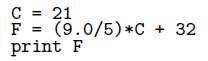 C = 21
F = (9.0/5)*C + 32
print F